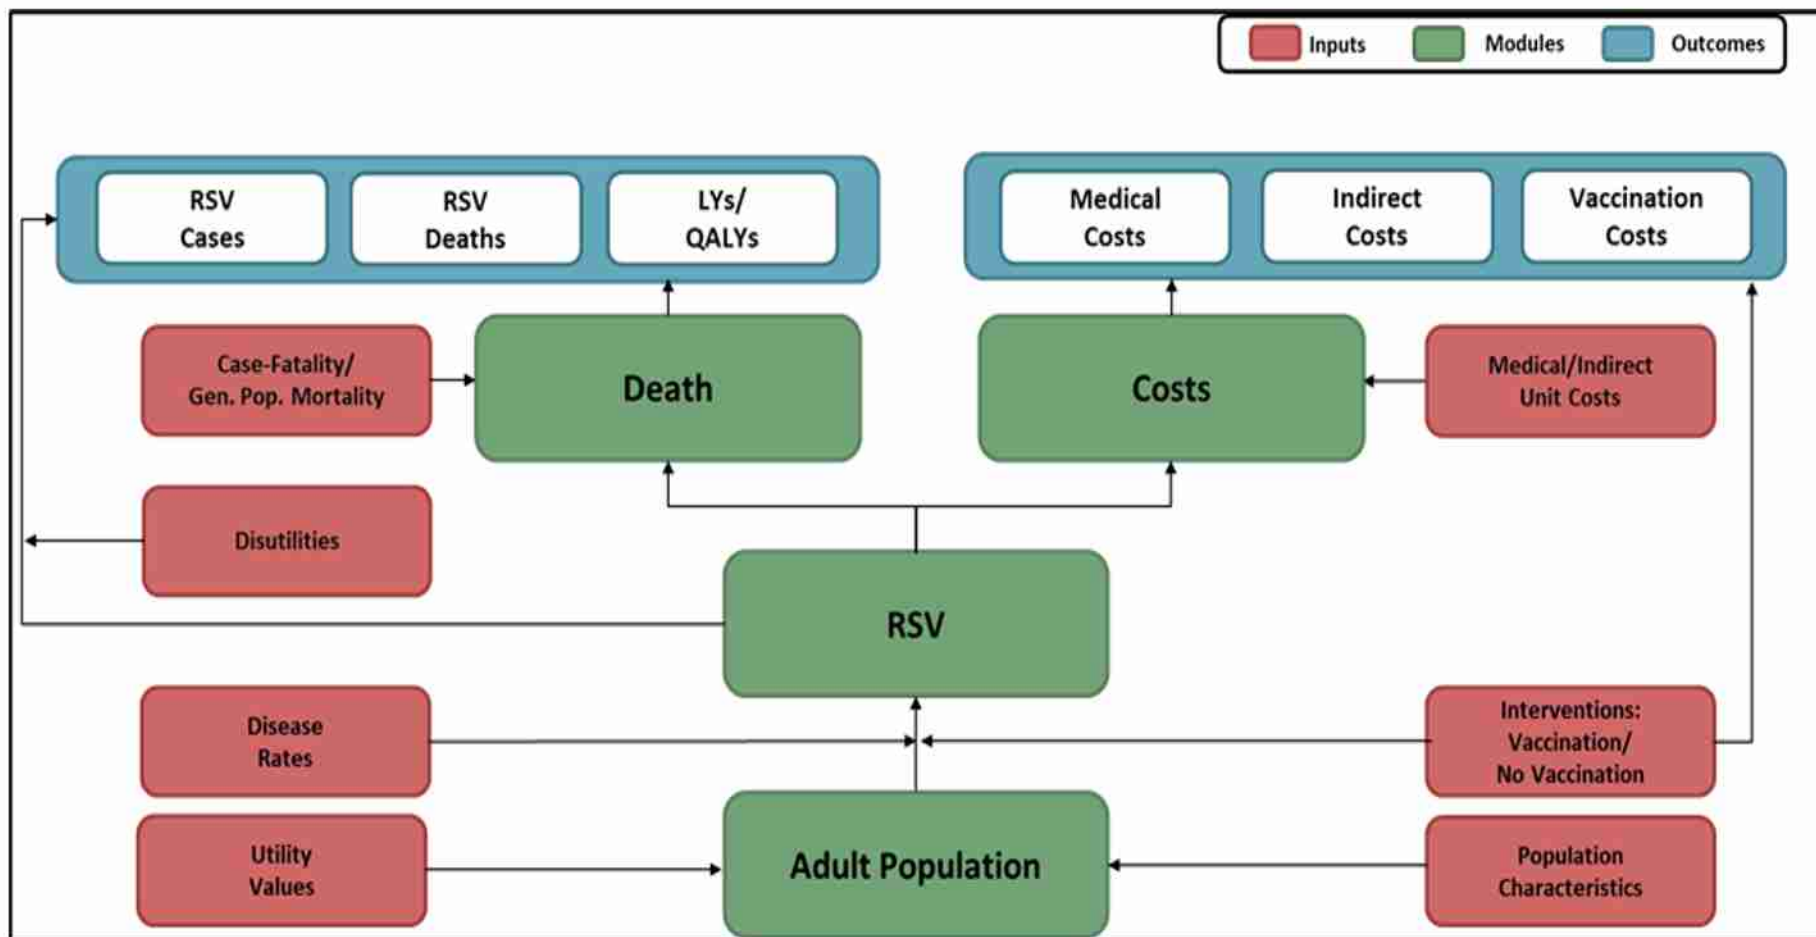 Inputs
Modules
Outcomes
RSV
Cases
RSV
Deaths
LYs/
QALYs
Medical
Costs
Indirect
Costs
Vaccination
Costs
Case-Fatality/
Gen. Pop. Mortality
Death
Costs
Medical/Indirect
Unit Costs
Disutilities
RSV
Disease
Rates
Interventions:
Vaccination/
No Vaccination
Utility
Values
Adult Population
Population
Characteristics